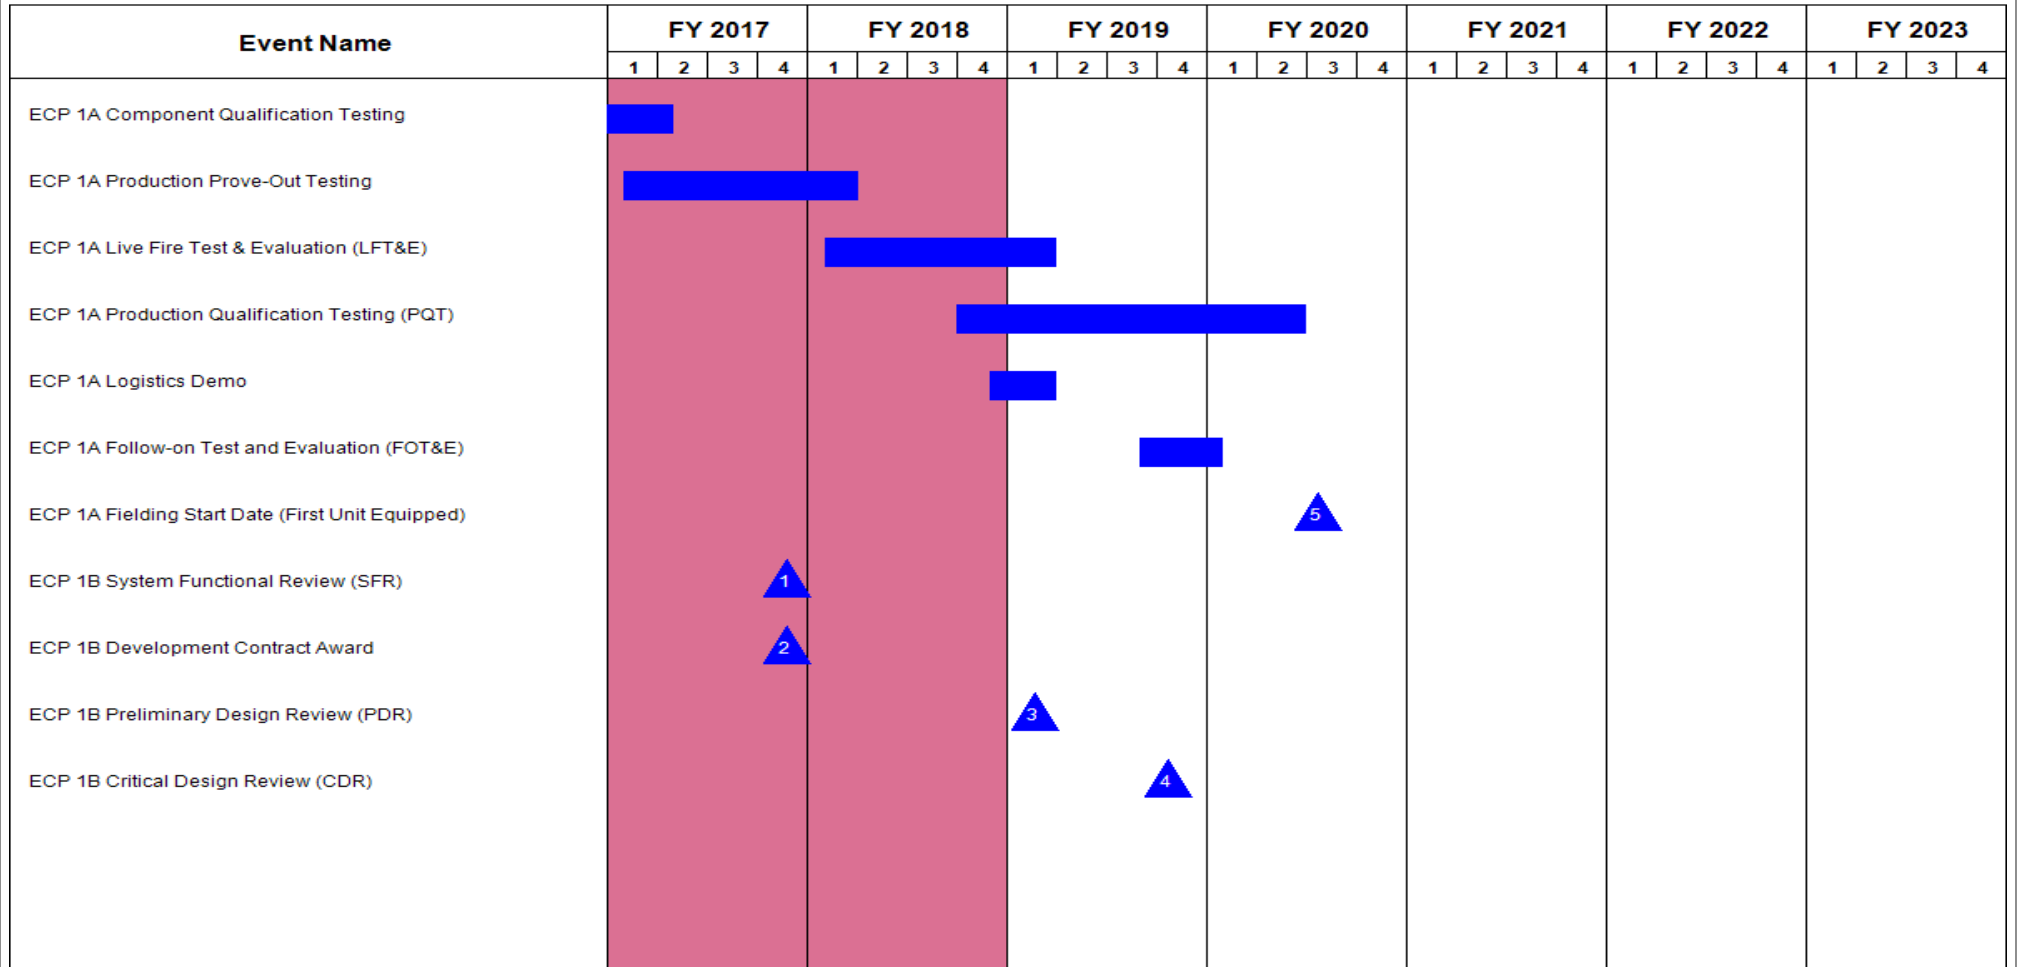 Event Name FY 2017 FY 2018 FY 2019 FY 2020 FY 2021 FY 2022 FY 2023
1 2 3 4 1 2 3 4 1 2 3 4 1 2 3 4 1 2 3 4 1 2 3 4 1 2 3 4
ECP 1A Component Qualification Testing
ECP 1A Production Prove-Out Testing
ECP 1A Live Fire Test & Evaluation (LFT&E)
ECP 1A Production Qualification Testing (PQT)
ECP 1A Logistics Demo
ECP 1A Follow-on Test and Evaluation (FOT&E)
ECP 1A Fielding Start Date (First Unit Equipped) 5
ECP 1B System Functional Review (SFR) 1
ECP 1B Development Contract Award 2
ECP 1B Preliminary Design Review (PDR) 3
ECP 1B Critical Design Review (CDR) 4